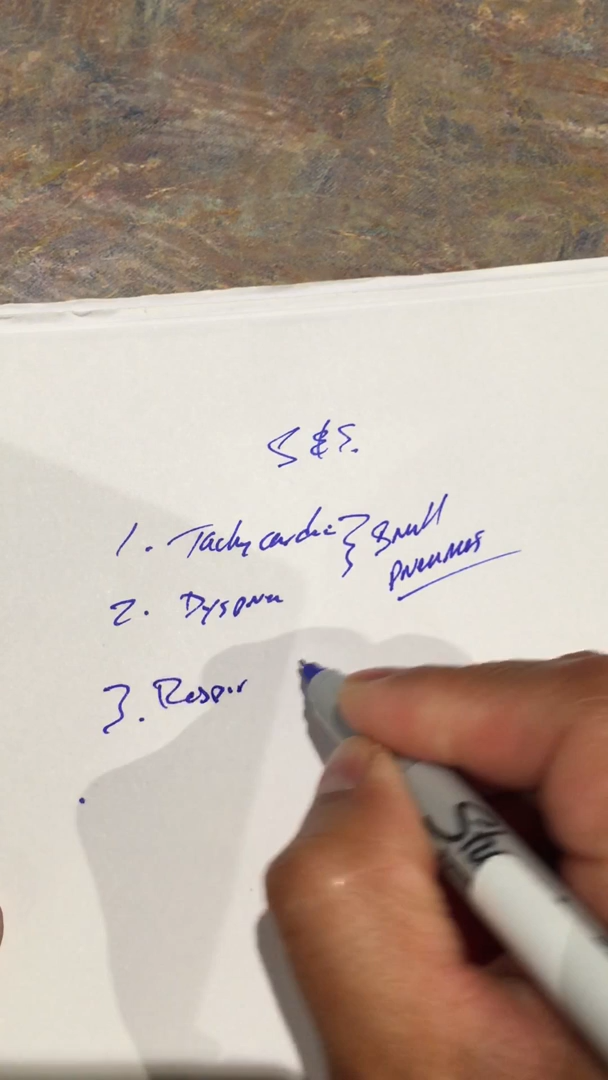 S & S.
1. Tachycardia } Small
Pneumos
2. Dyspnea
3. Respir